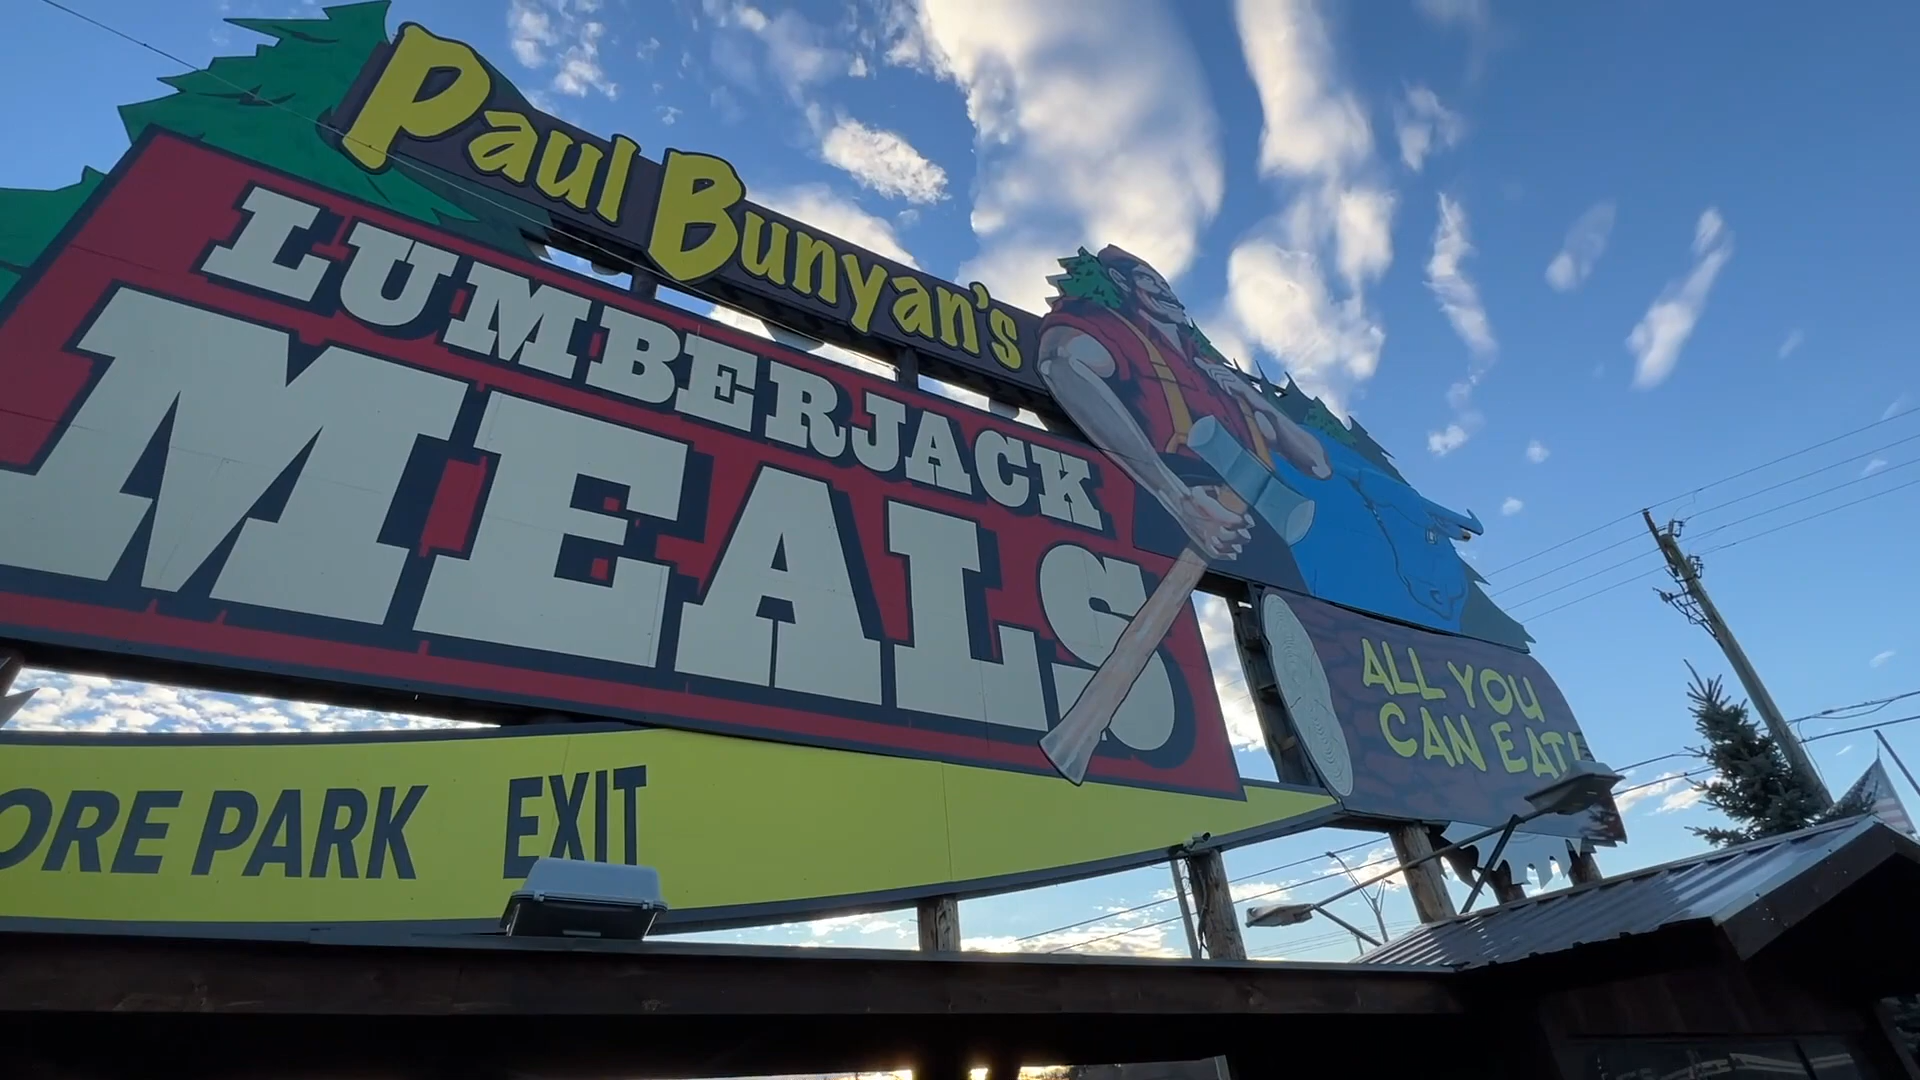 Paul Bunyan's
LUMBERJACK
MEALS
ALL YOU
CAN EAT!
ORE PARK EXIT